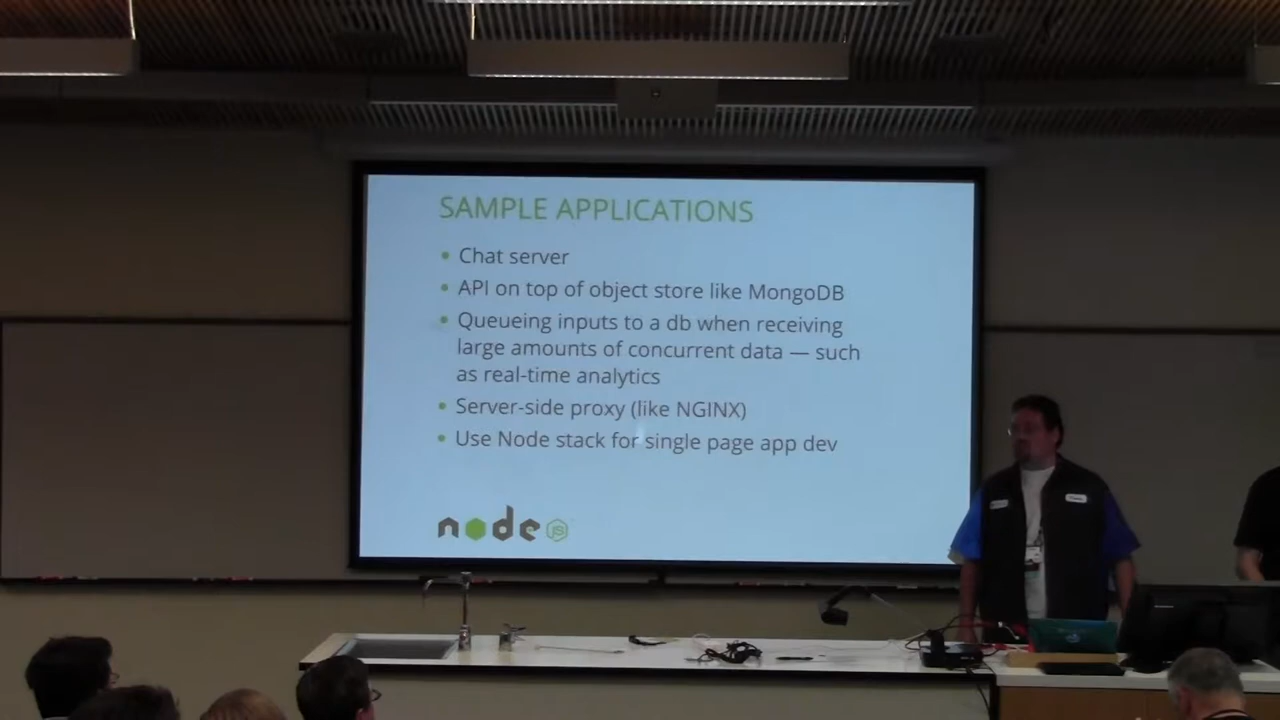 SAMPLE APPLICATIONS
• Chat server
• API on top of object store like MongoDB
• Queueing inputs to a db when receiving
large amounts of concurrent data — such
as real-time analytics
• Server-side proxy (like NGINX)
• Use Node stack for single page app dev
node JS